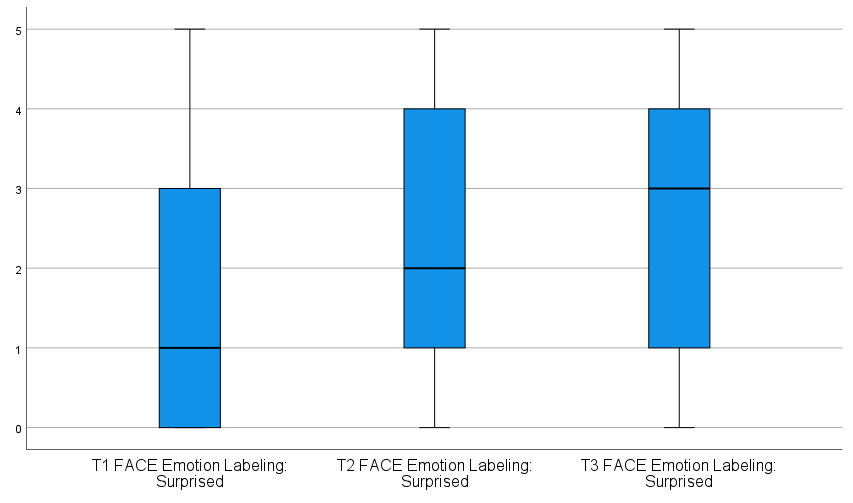 5
4
3
2
1
0
T1 FACE Emotion Labeling:
Surprised
T2 FACE Emotion Labeling:
Surprised
T3 FACE Emotion Labeling:
Surprised